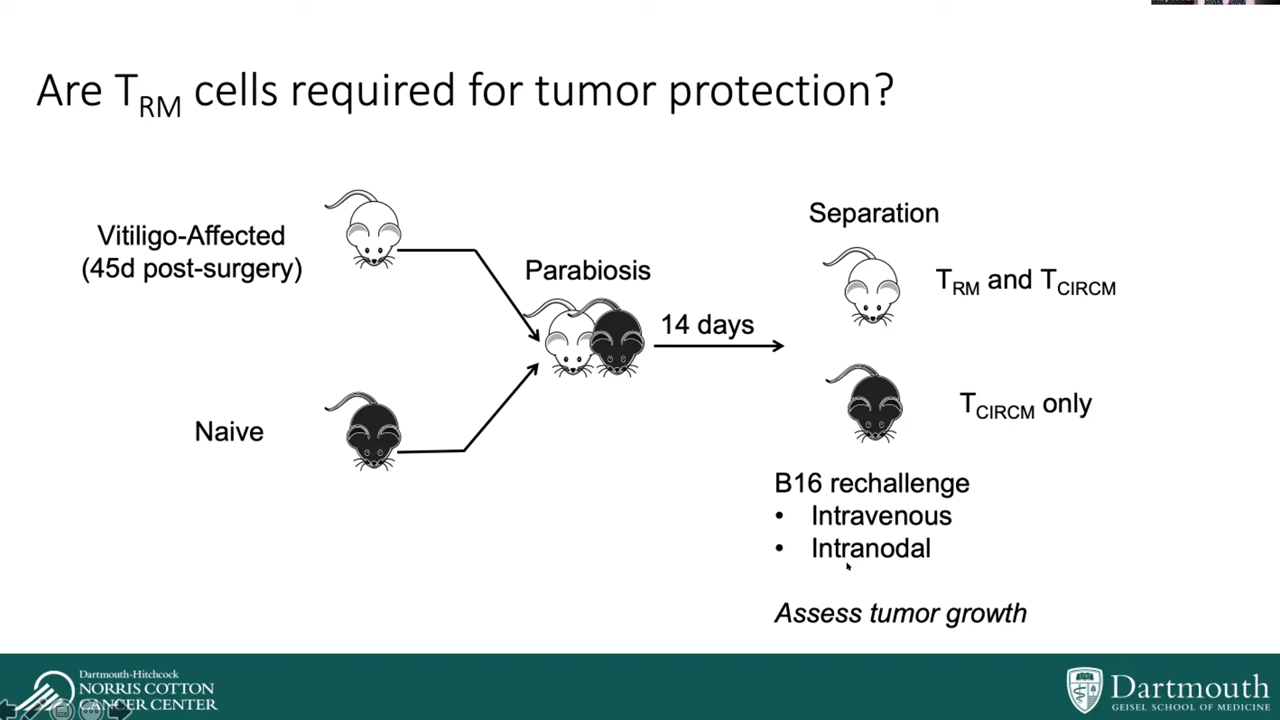 Are TRM cells required for tumor protection?
Vitiligo-Affected
(45d post-surgery)
Naive
Parabiosis
14 days
Separation
TRM and TCIRCM
TCIRCM only
B16 rechallenge
• Intravenous
• Intranodal
Assess tumor growth
Dartmouth-Hitchcock
NORRIS COTTON
CANCER CENTER
Dartmouth
GEISEL SCHOOL OF MEDICINE